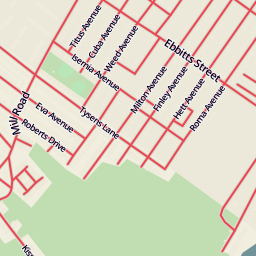 Titus Avenue
Cuba Avenue
Weed Avenue
Ebbitts Street
Isernia Avenue
Milton Avenue
Finley Avenue
Hett Avenue
Roma Avenue
Mill Road
Eva Avenue
Tysens Lane
Roberts Drive